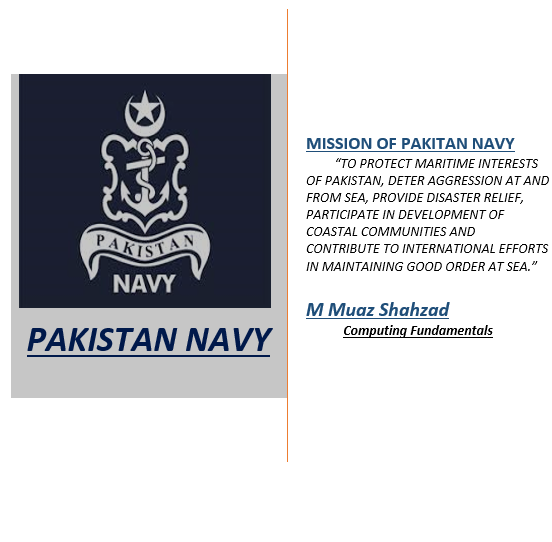 PAKISTAN
NAVY
PAKISTAN NAVY
MISSION OF PAKITAN NAVY
“TO PROTECT MARITIME INTERESTS
OF PAKISTAN, DETER AGGRESSION AT AND
FROM SEA, PROVIDE DISASTER RELIEF,
PARTICIPATE IN DEVELOPMENT OF
COASTAL COMMUNITIES AND
CONTRIBUTE TO INTERNATIONAL EFFORTS
IN MAINTAINING GOOD ORDER AT SEA.”
M Muaz Shahzad
Computing Fundamentals